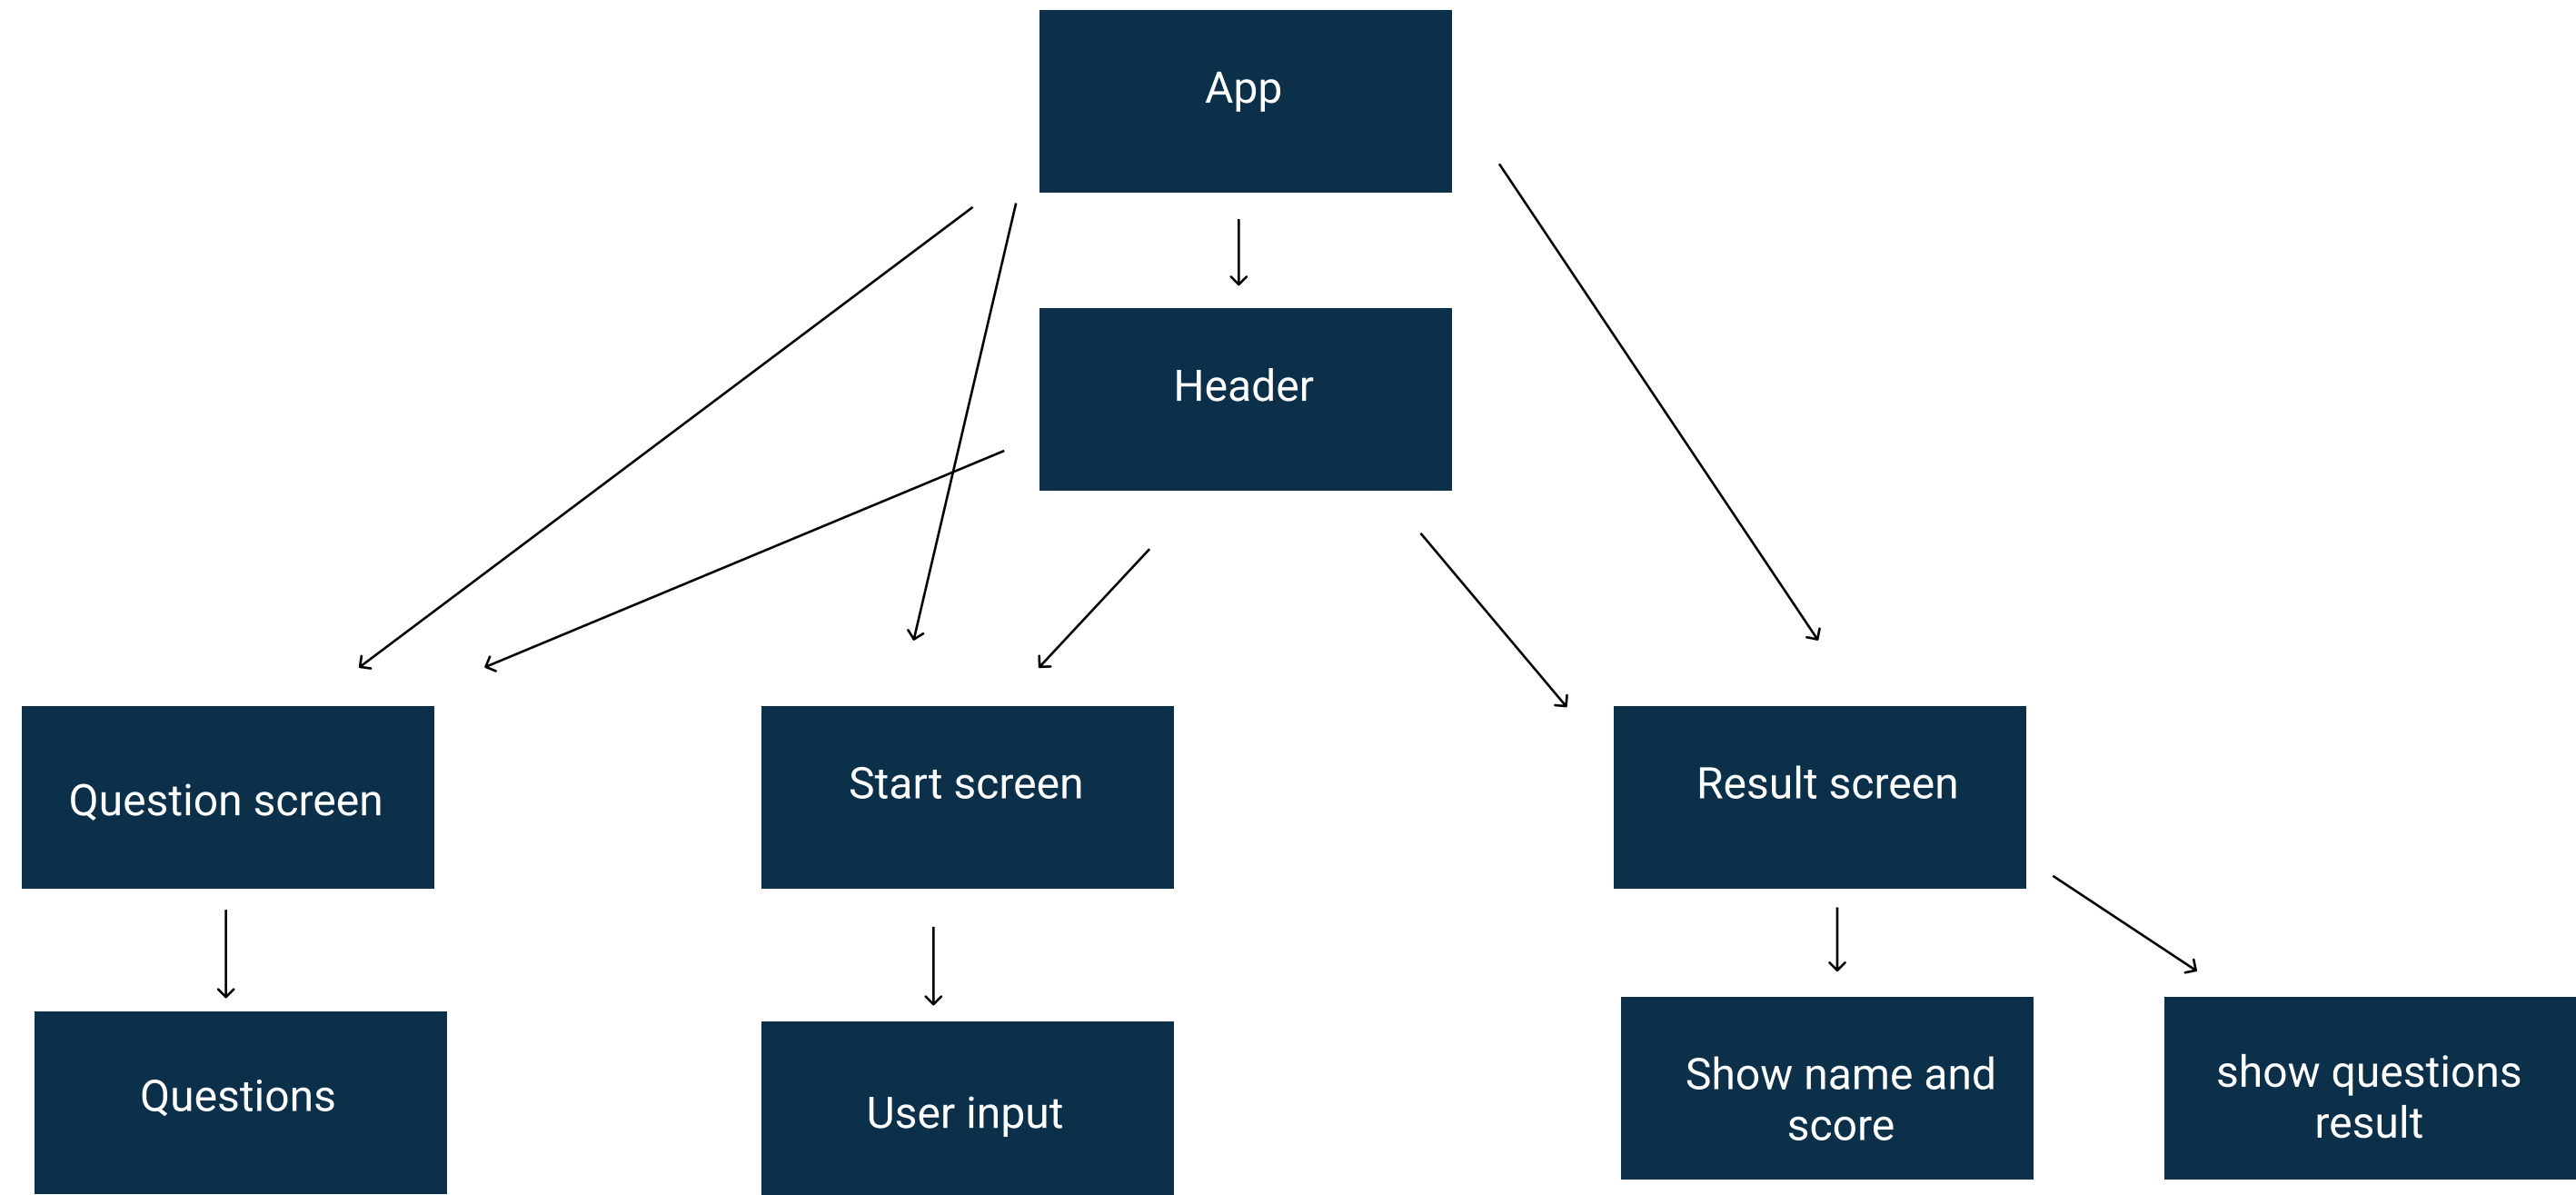 App
Header
Question screen
Start screen
Result screen
Questions
User input
Show name and
score
show questions
result